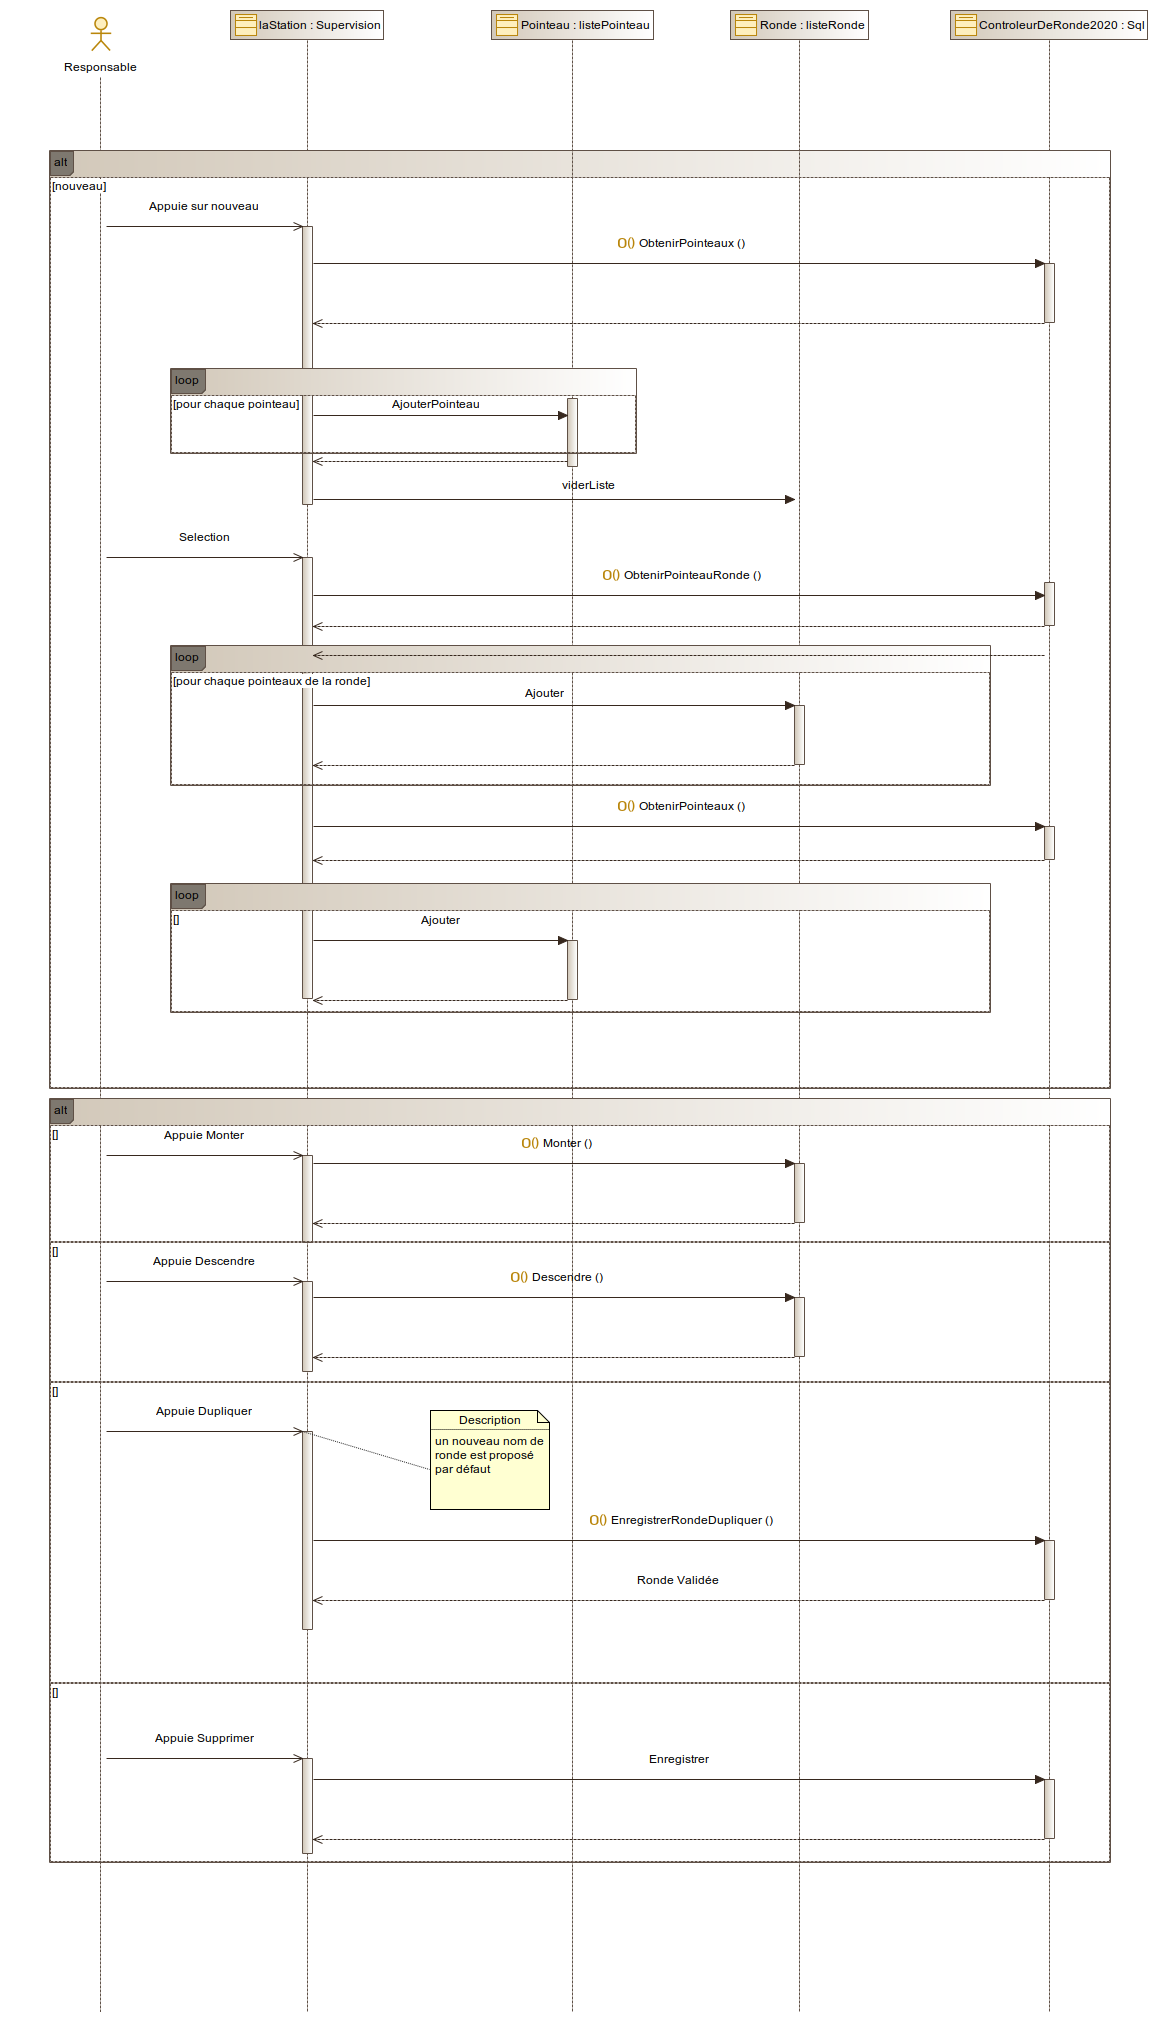 Responsable
laStation : Supervision
Pointeau : listePointeau
Ronde : listeRonde
ControleurDeRonde2020 : Sql
alt
[nouveau]
Appuie sur nouveau
O() ObtenirPointeaux ()
loop
[pour chaque pointeau]
AjouterPointeau
viderListe
Selection
O() ObtenirPointeauRonde ()
loop
[pour chaque pointeaux de la ronde]
Ajouter
O() ObtenirPointeaux ()
loop
[]
Ajouter
alt
[]
Appuie Monter
O() Monter ()
[]
Appuie Descendre
O() Descendre ()
[]
Appuie Dupliquer
Description
un nouveau nom de
ronde est proposé
par défaut
O() EnregistrerRondeDupliquer ()
Ronde Validée
[]
Appuie Supprimer
Enregistrer